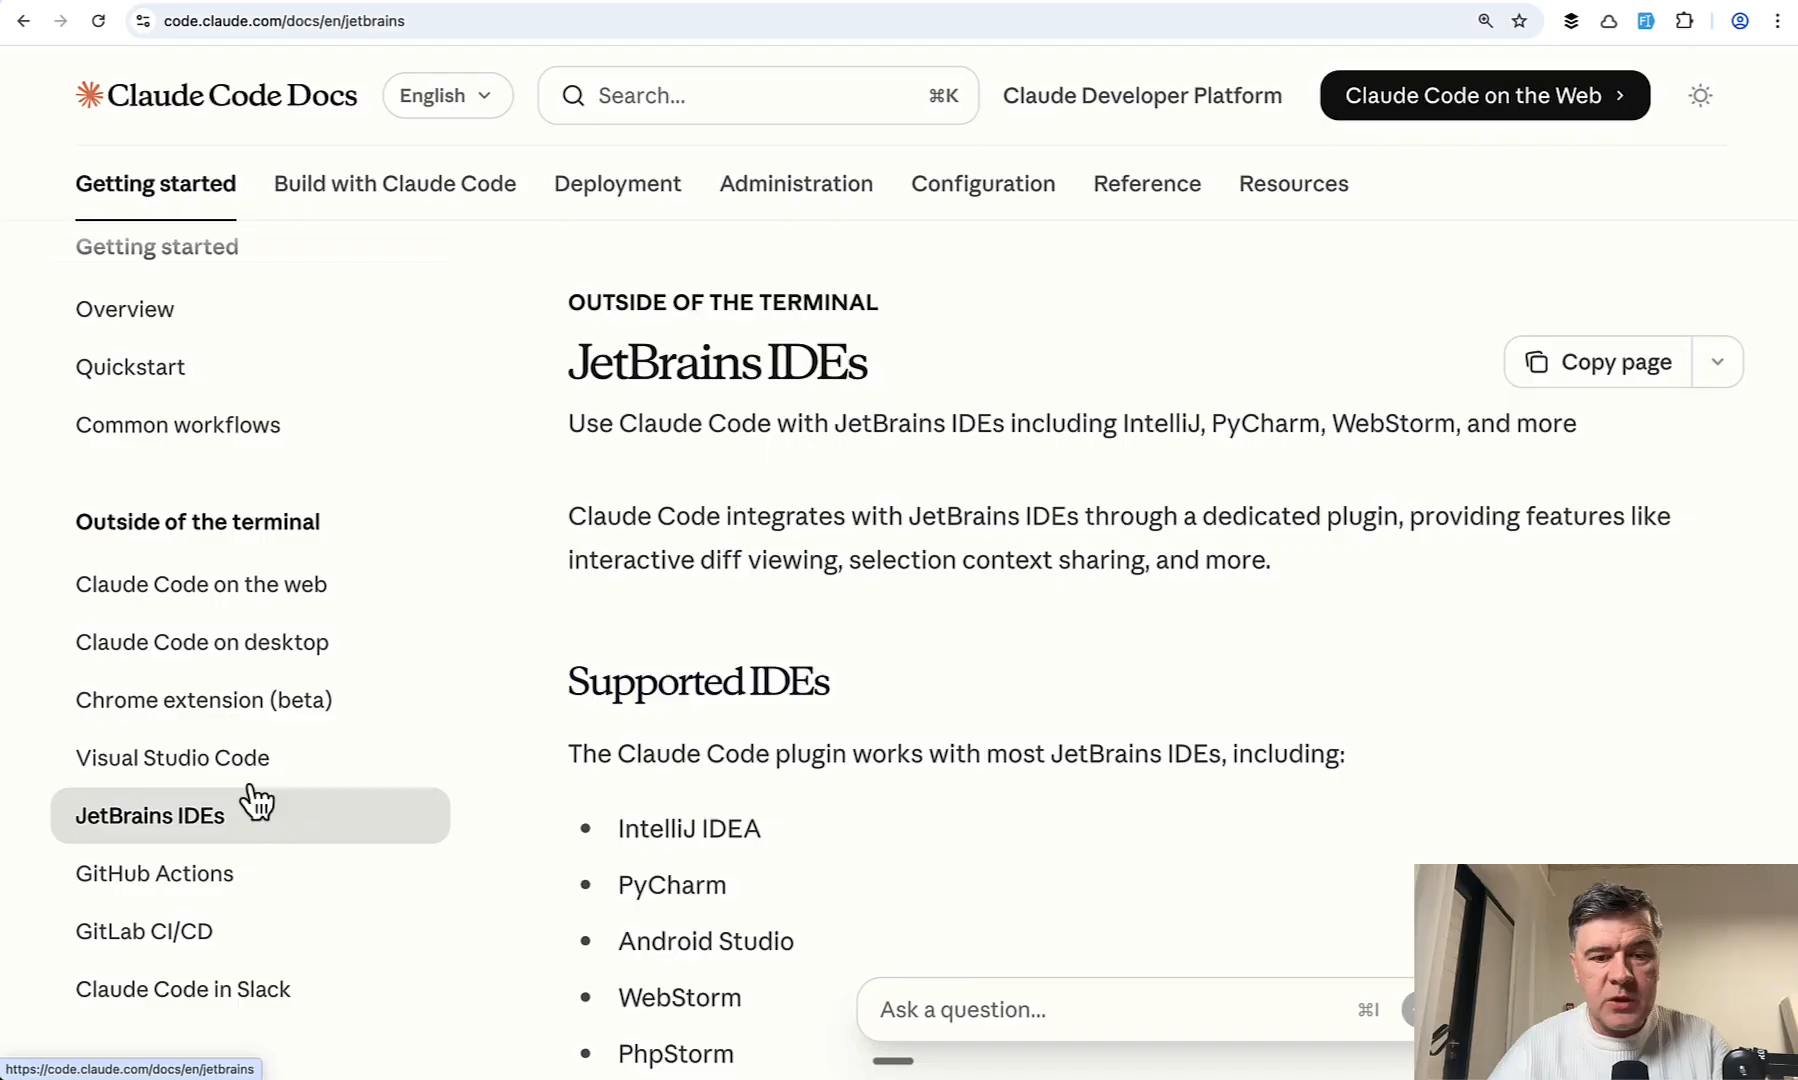 code.claude.com/docs/en/jetbrains
Claude Code Docs
English
Search...
⌘K
Claude Developer Platform
Claude Code on the Web
Getting started
Build with Claude Code
Deployment
Administration
Configuration
Reference
Resources
Getting started
Overview
Quickstart
Common workflows
Outside of the terminal
Claude Code on the web
Claude Code on desktop
Chrome extension (beta)
Visual Studio Code
JetBrains IDEs
GitHub Actions
GitLab CI/CD
Claude Code in Slack
OUTSIDE OF THE TERMINAL
JetBrains IDEs
Copy page
Use Claude Code with JetBrains IDEs including IntelliJ, PyCharm, WebStorm, and more
Claude Code integrates with JetBrains IDEs through a dedicated plugin, providing features like
interactive diff viewing, selection context sharing, and more.
Supported IDEs
The Claude Code plugin works with most JetBrains IDEs, including:
• IntelliJ IDEA
• PyCharm
• Android Studio
• WebStorm
• PhpStorm
Ask a question...
⌘I
https://code.claude.com/docs/en/jetbrains